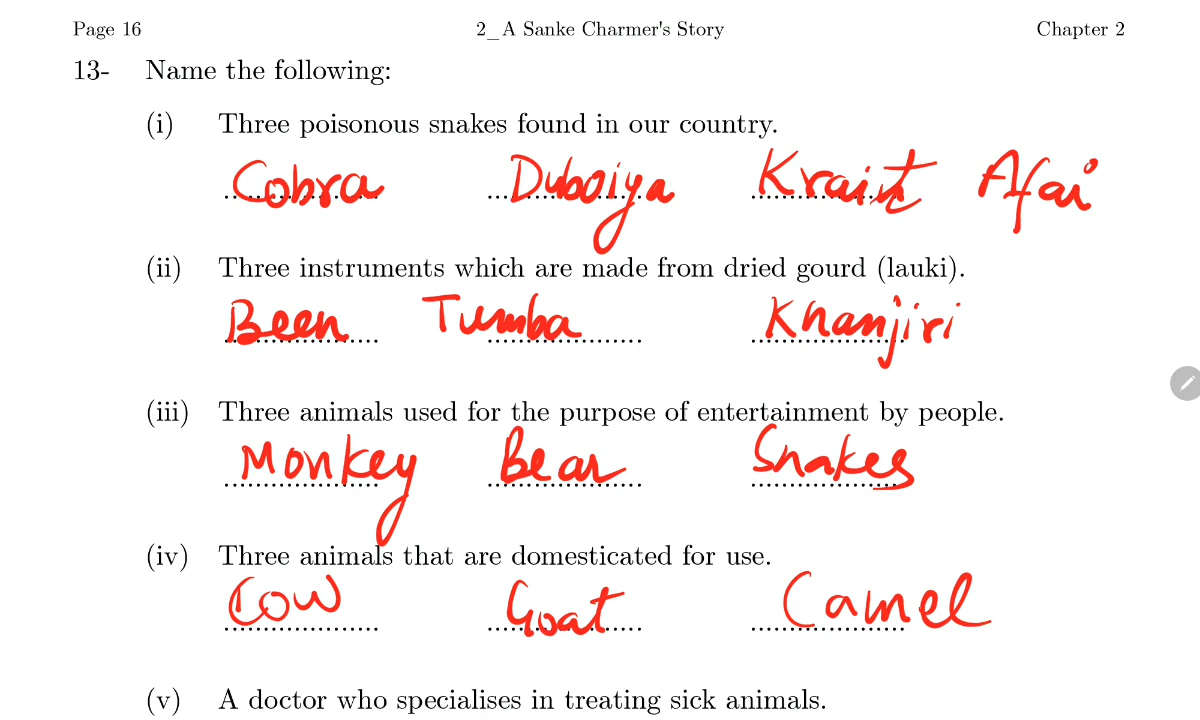 Page 16 2_A Sanke Charmer's Story Chapter 2
13- Name the following:
(i) Three poisonous snakes found in our country.
Cobra Duboiya Krait Afai
(ii) Three instruments which are made from dried gourd (lauki).
Been Tumba Khanjiri
(iii) Three animals used for the purpose of entertainment by people.
Monkey Bear Snakes
(iv) Three animals that are domesticated for use.
Cow Goat Camel
(v) A doctor who specialises in treating sick animals.